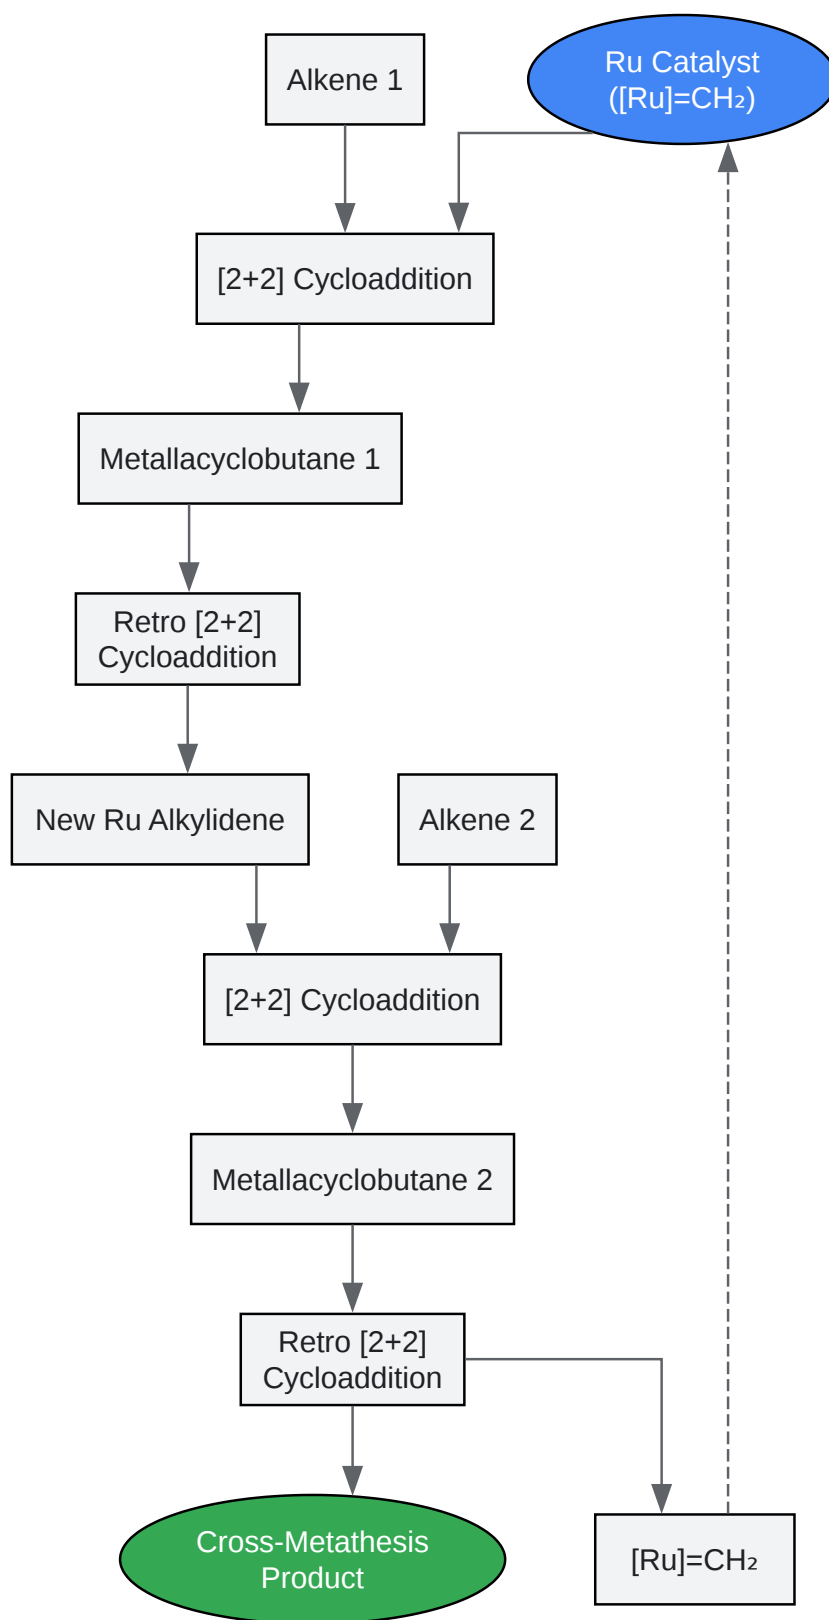 Alkene 1
Ru Catalyst
([Ru]=CH₂)
[2+2] Cycloaddition
Metallacyclobutane 1
Retro [2+2]
Cycloaddition
New Ru Alkylidene
Alkene 2
[2+2] Cycloaddition
Metallacyclobutane 2
Retro [2+2]
Cycloaddition
Cross-Metathesis
Product
[Ru]=CH₂